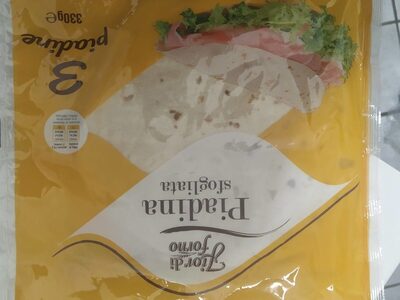 Fior di
forno
Piadina
sfogliata
3
piadine
330g e